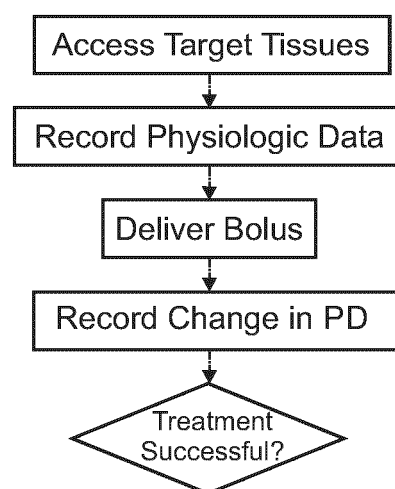 Access Target Tissues
Record Physiologic Data
Deliver Bolus
Record Change in PD
Treatment
Successful?